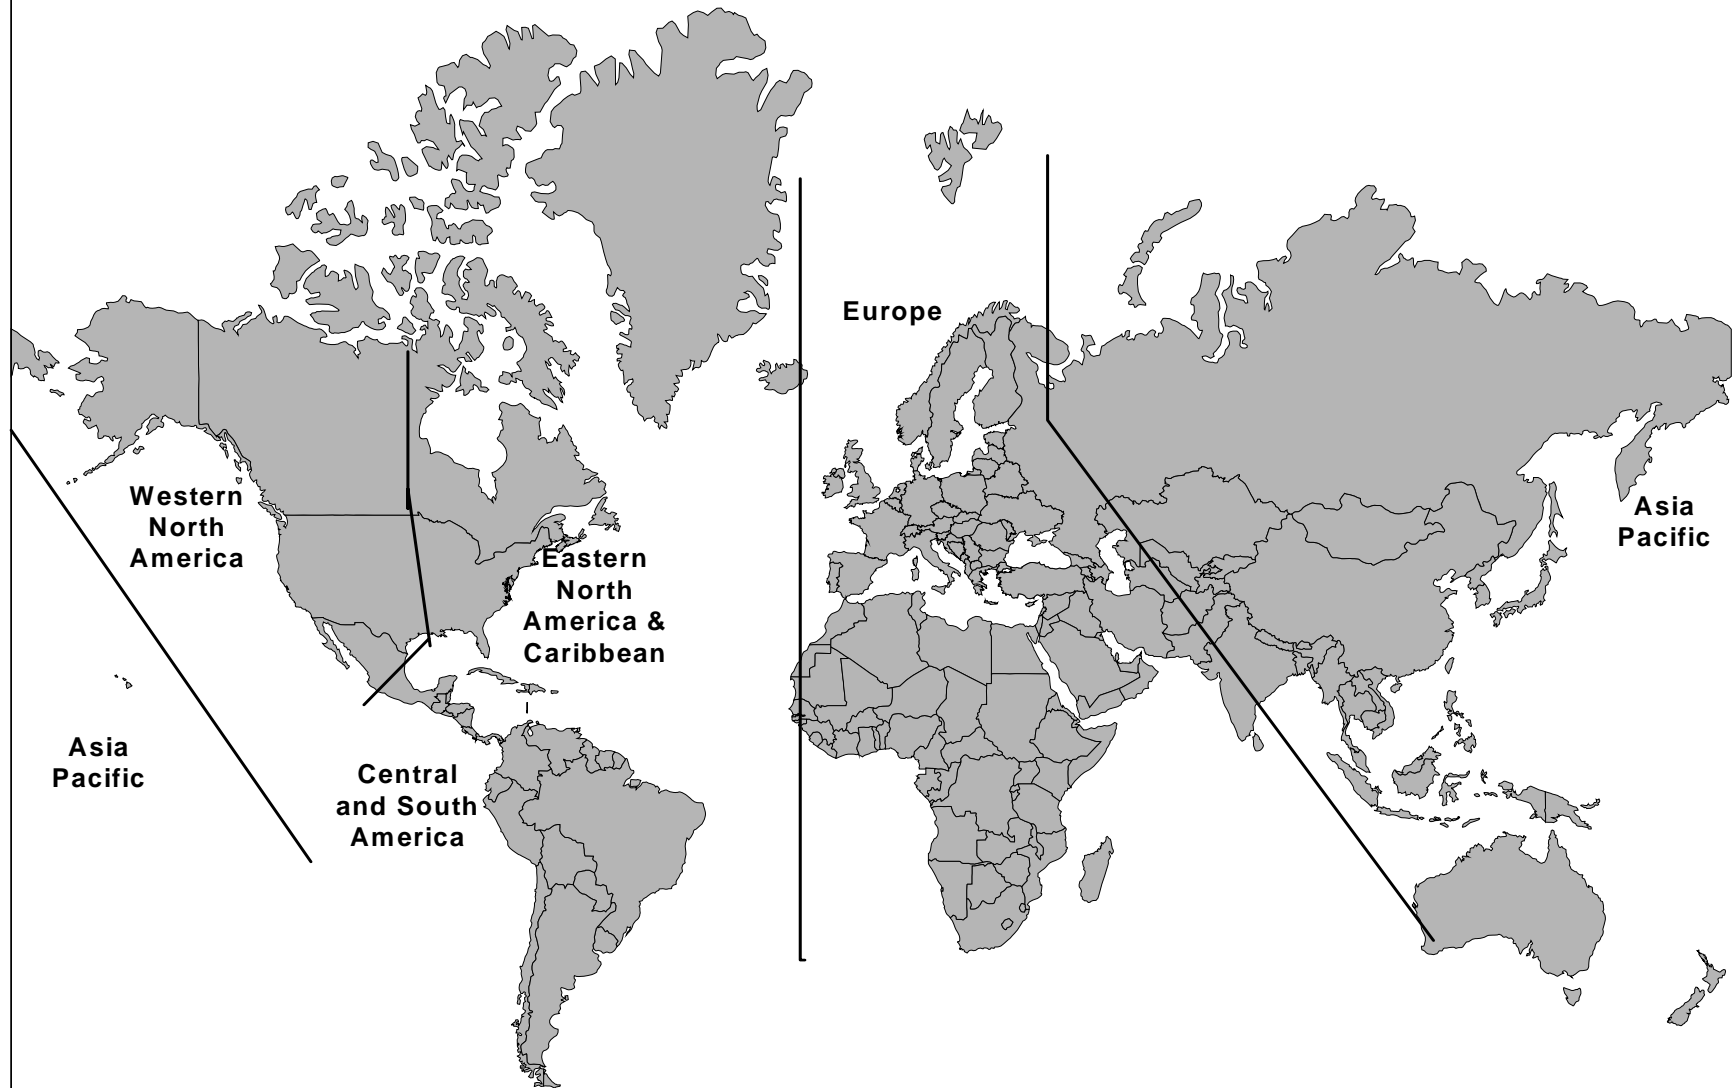 Europe
Western
North
America
Eastern
North
America &
Caribbean
Asia
Pacific
Asia
Pacific
Central
and South
America